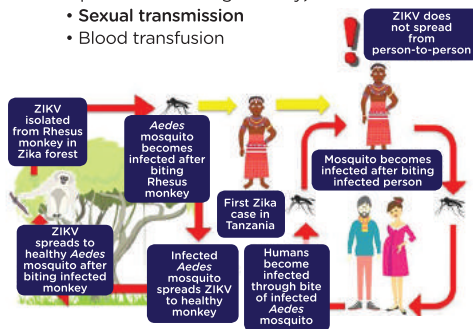 • Sexual transmission
• Blood transfusion
ZIKV does
not spread
from
person-to-person
ZIKV
isolated
from Rhesus
monkey in
Zika forest
Aedes
mosquito
becomes
infected after
biting
Rhesus
monkey
First Zika
case in
Tanzania
Mosquito becomes
infected after biting
infected person
ZIKV
spreads to
healthy Aedes
mosquito after
biting infected
monkey
Infected
Aedes
mosquito
spreads ZIKV
to healthy
monkey
Humans
become
infected
through bite
of infected
Aedes
mosquito